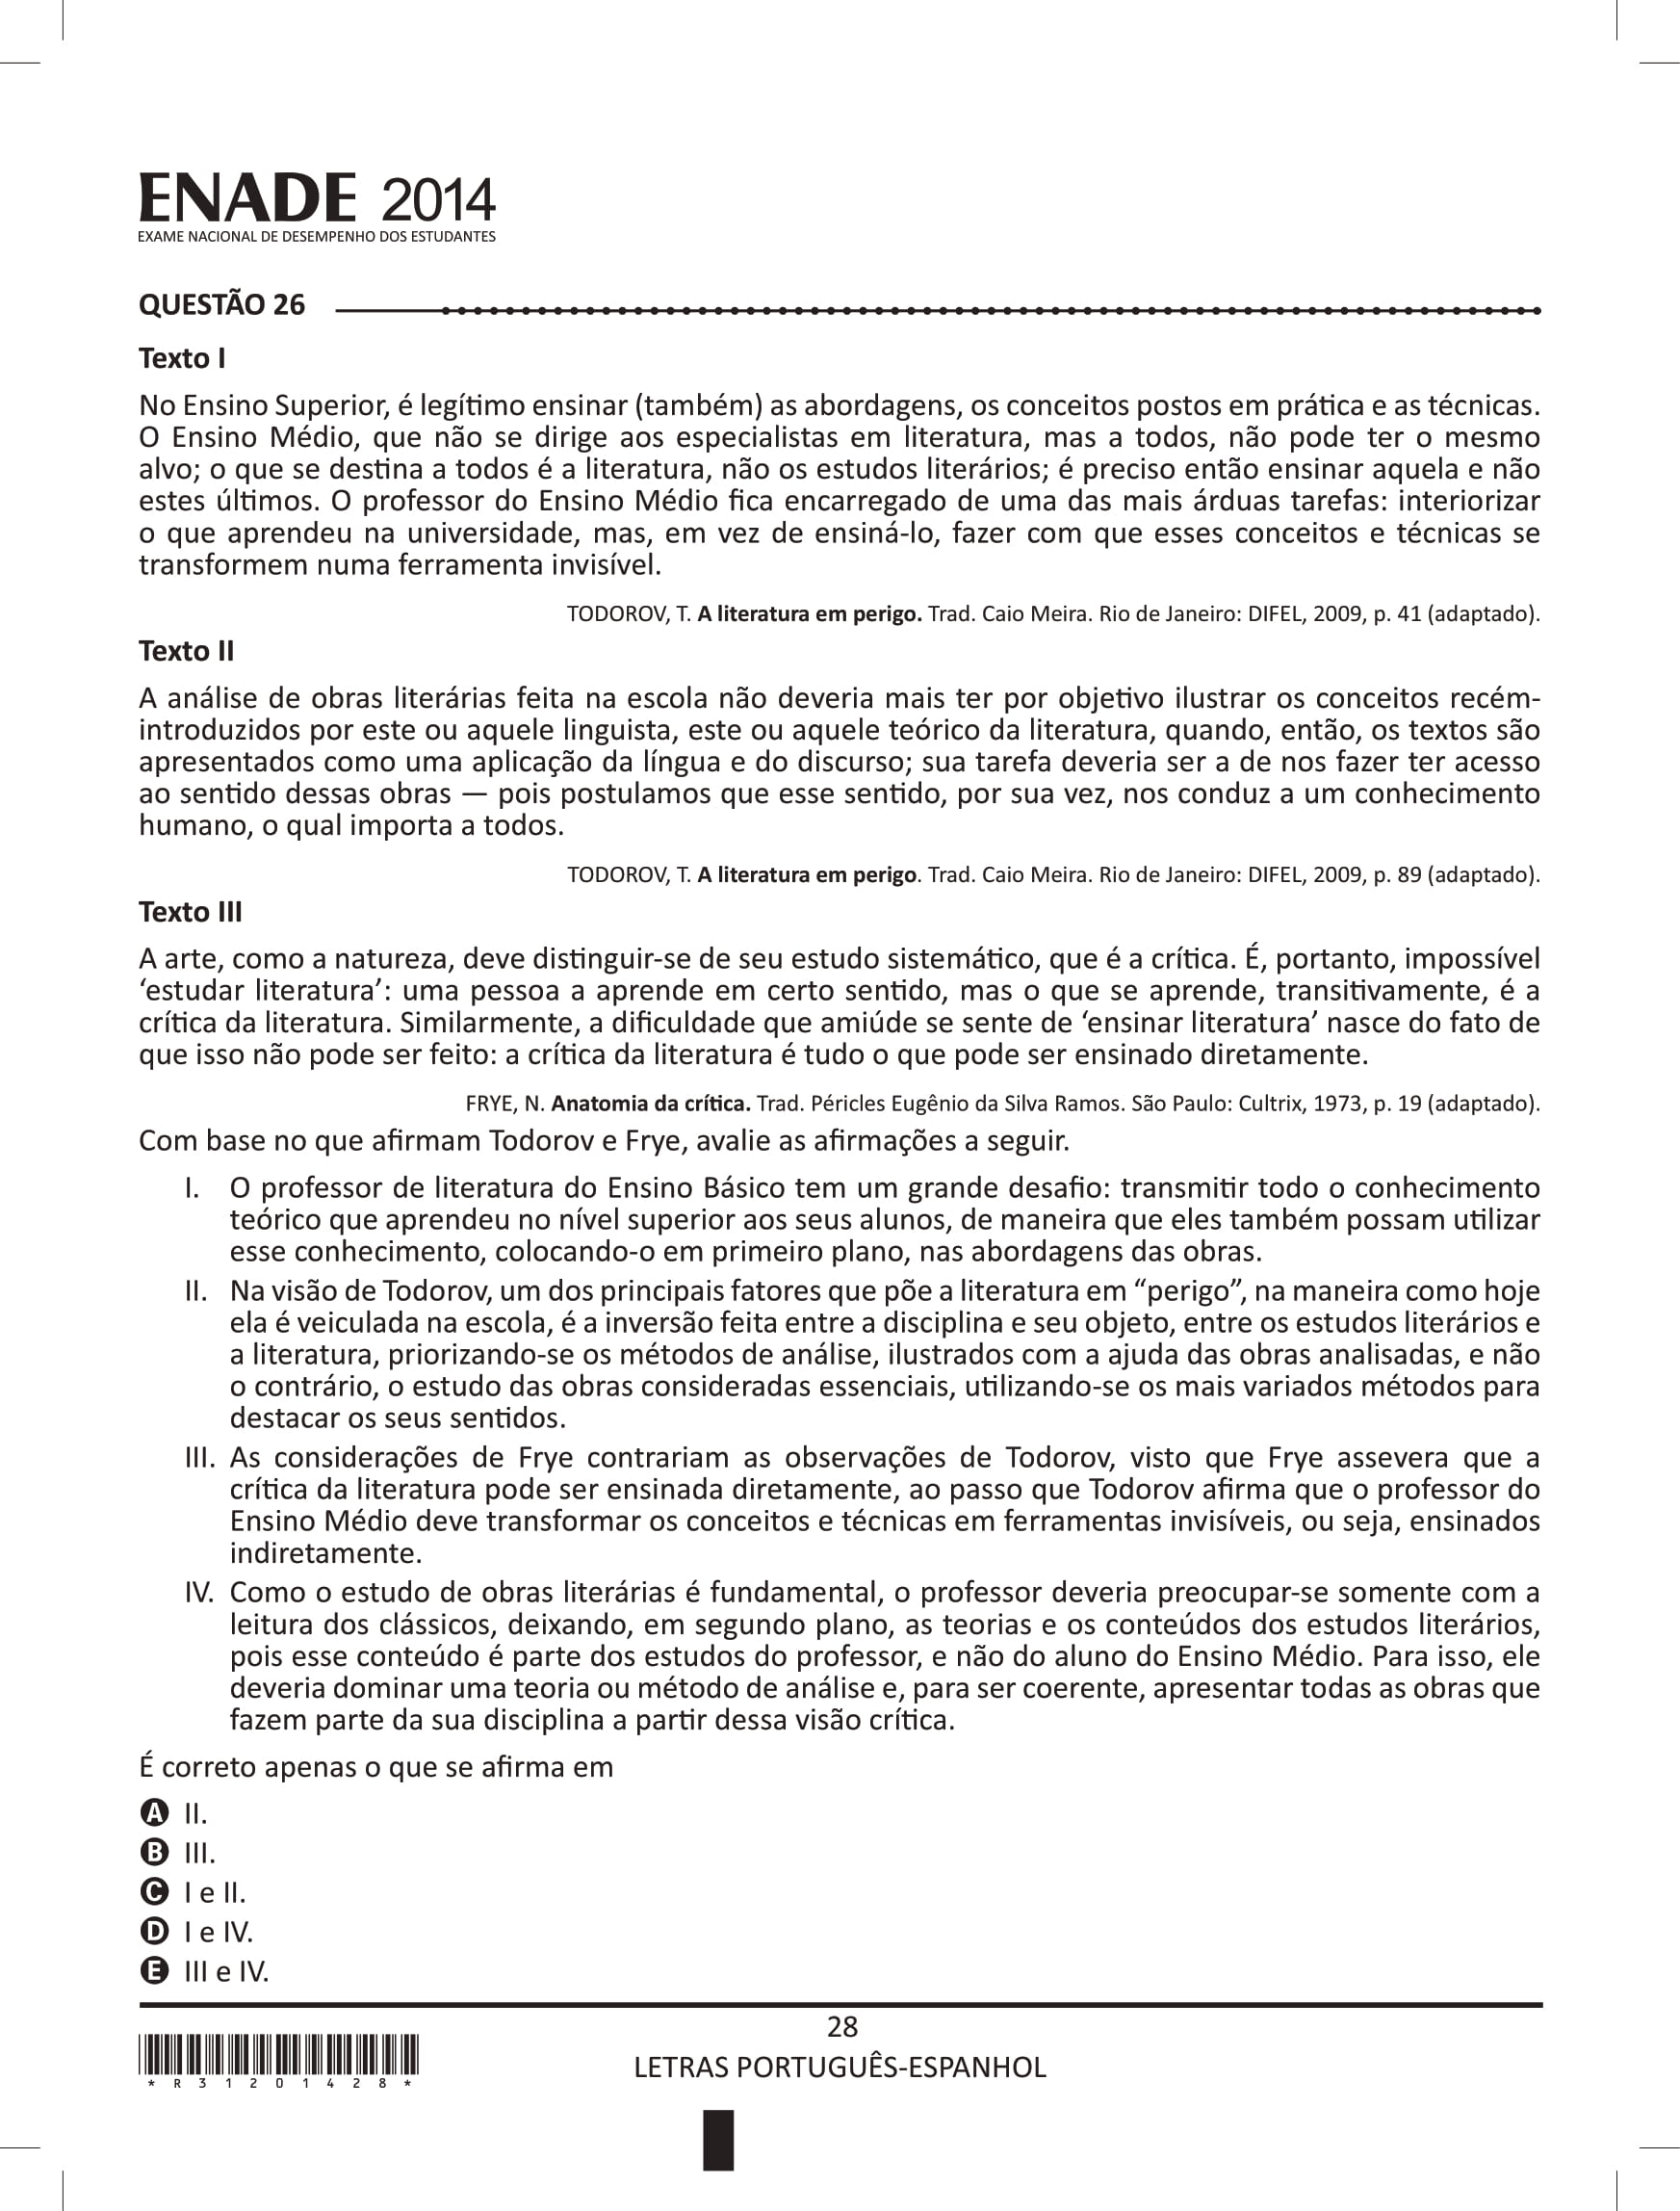 ENADE 2014
EXAME NACIONAL DE DESEMPENHO DOS ESTUDANTES
QUESTÃO 26
Texto I
No Ensino Superior, é legítimo ensinar (também) as abordagens, os conceitos postos em prática e as técnicas.
O Ensino Médio, que não se dirige aos especialistas em literatura, mas a todos, não pode ter o mesmo
alvo; o que se destina a todos é a literatura, não os estudos literários; é preciso então ensinar aquela e não
estes últimos. O professor do Ensino Médio fica encarregado de uma das mais árduas tarefas: interiorizar
o que aprendeu na universidade, mas, em vez de ensiná-lo, fazer com que esses conceitos e técnicas se
transformem numa ferramenta invisível.
TODOROV, T. A literatura em perigo. Trad. Caio Meira. Rio de Janeiro: DIFEL, 2009, p. 41 (adaptado).
Texto II
A análise de obras literárias feita na escola não deveria mais ter por objetivo ilustrar os conceitos recém-
introduzidos por este ou aquele linguista, este ou aquele teórico da literatura, quando, então, os textos são
apresentados como uma aplicação da língua e do discurso; sua tarefa deveria ser a de nos fazer ter acesso
ao sentido dessas obras — pois postulamos que esse sentido, por sua vez, nos conduz a um conhecimento
humano, o qual importa a todos.
TODOROV, T. A literatura em perigo. Trad. Caio Meira. Rio de Janeiro: DIFEL, 2009, p. 89 (adaptado).
Texto III
A arte, como a natureza, deve distinguir-se de seu estudo sistemático, que é a crítica. É, portanto, impossível
‘estudar literatura’: uma pessoa a aprende em certo sentido, mas o que se aprende, transitivamente, é a
crítica da literatura. Similarmente, a dificuldade que amiúde se sente de ‘ensinar literatura’ nasce do fato de
que isso não pode ser feito: a crítica da literatura é tudo o que pode ser ensinado diretamente.
FRYE, N. Anatomia da crítica. Trad. Péricles Eugênio da Silva Ramos. São Paulo: Cultrix, 1973, p. 19 (adaptado).
Com base no que afirmam Todorov e Frye, avalie as afirmações a seguir.
I. O professor de literatura do Ensino Básico tem um grande desafio: transmitir todo o conhecimento
teórico que aprendeu no nível superior aos seus alunos, de maneira que eles também possam utilizar
esse conhecimento, colocando-o em primeiro plano, nas abordagens das obras.
II. Na visão de Todorov, um dos principais fatores que põe a literatura em “perigo”, na maneira como hoje
ela é veiculada na escola, é a inversão feita entre a disciplina e seu objeto, entre os estudos literários e
a literatura, priorizando-se os métodos de análise, ilustrados com a ajuda das obras analisadas, e não
o contrário, o estudo das obras consideradas essenciais, utilizando-se os mais variados métodos para
destacar os seus sentidos.
III. As considerações de Frye contrariam as observações de Todorov, visto que Frye assevera que a
crítica da literatura pode ser ensinada diretamente, ao passo que Todorov afirma que o professor do
Ensino Médio deve transformar os conceitos e técnicas em ferramentas invisíveis, ou seja, ensinados
indiretamente.
IV. Como o estudo de obras literárias é fundamental, o professor deveria preocupar-se somente com a
leitura dos clássicos, deixando, em segundo plano, as teorias e os conteúdos dos estudos literários,
pois esse conteúdo é parte dos estudos do professor, e não do aluno do Ensino Médio. Para isso, ele
deveria dominar uma teoria ou método de análise e, para ser coerente, apresentar todas as obras que
fazem parte da sua disciplina a partir dessa visão crítica.
É correto apenas o que se afirma em
A II.
B III.
C I e II.
D I e IV.
E III e IV.
28
LETRAS PORTUGUÊS-ESPANHOL
* R 3 1 2 0 1 4 2 8 *